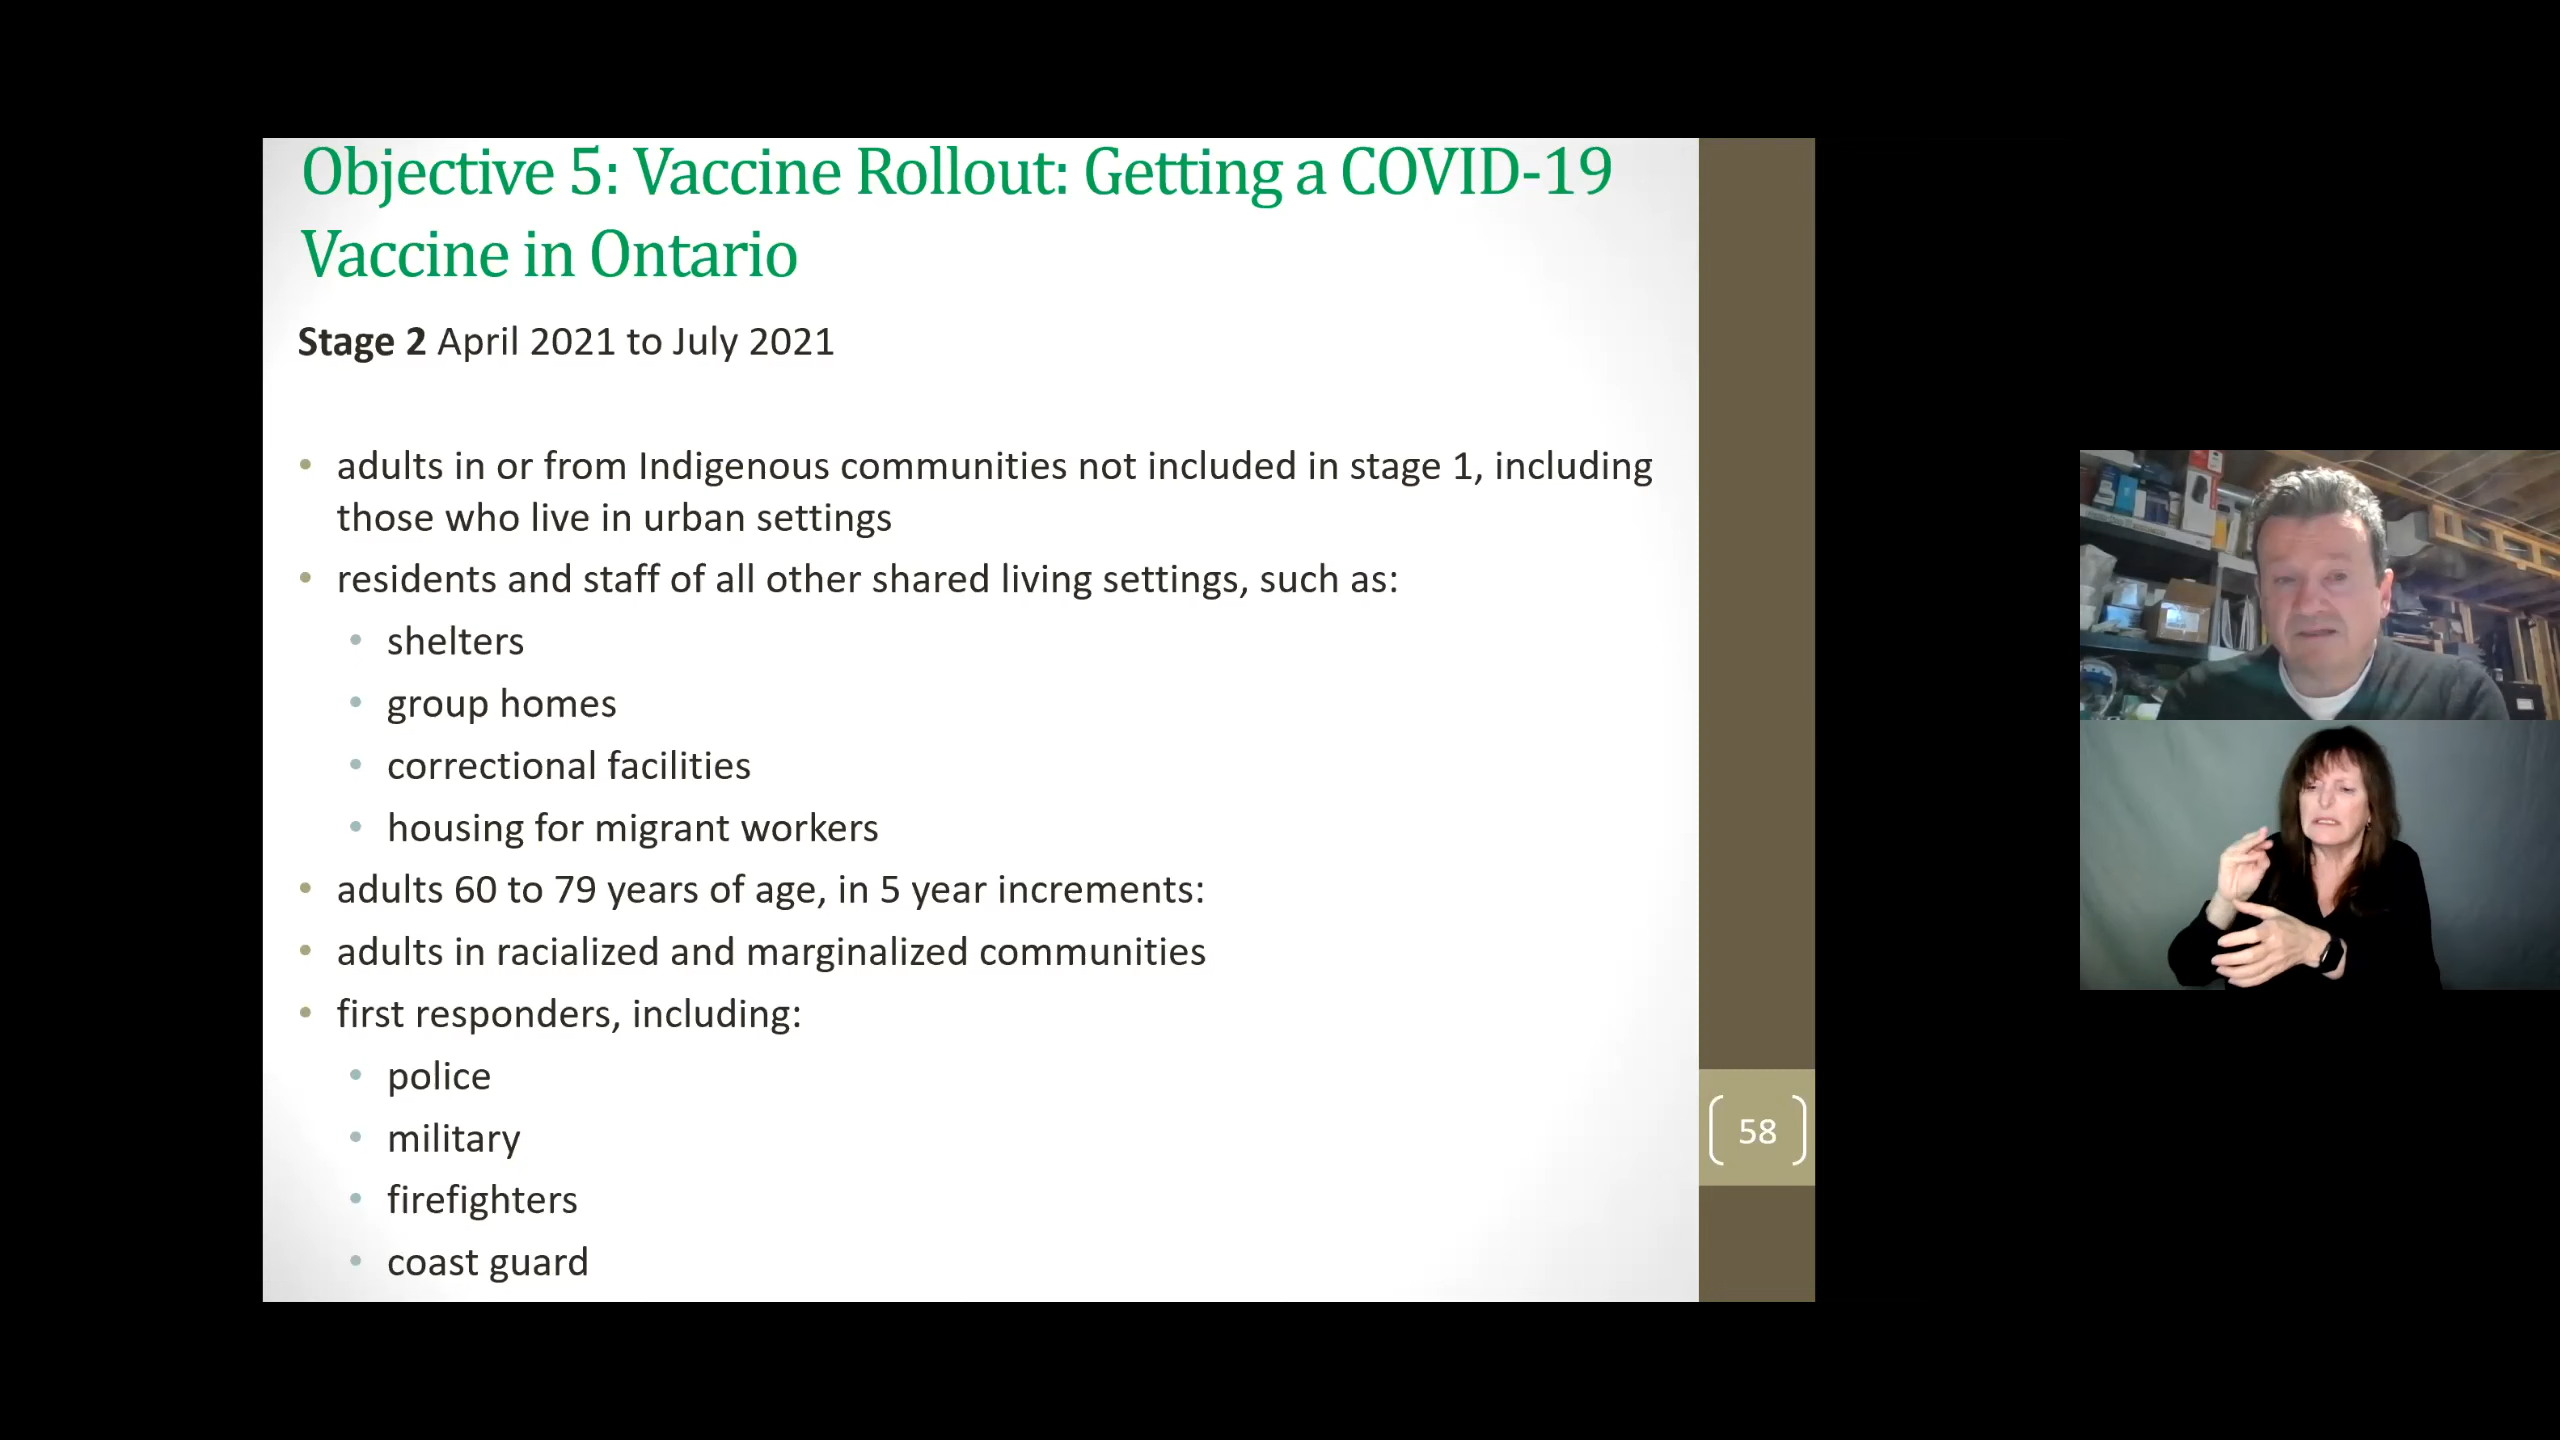 Objective 5: Vaccine Rollout: Getting a COVID-19
Vaccine in Ontario
Stage 2 April 2021 to July 2021
• adults in or from Indigenous communities not included in stage 1, including
those who live in urban settings
• residents and staff of all other shared living settings, such as:
• shelters
• group homes
• correctional facilities
• housing for migrant workers
• adults 60 to 79 years of age, in 5 year increments:
• adults in racialized and marginalized communities
• first responders, including:
• police
• military
• firefighters
• coast guard
58